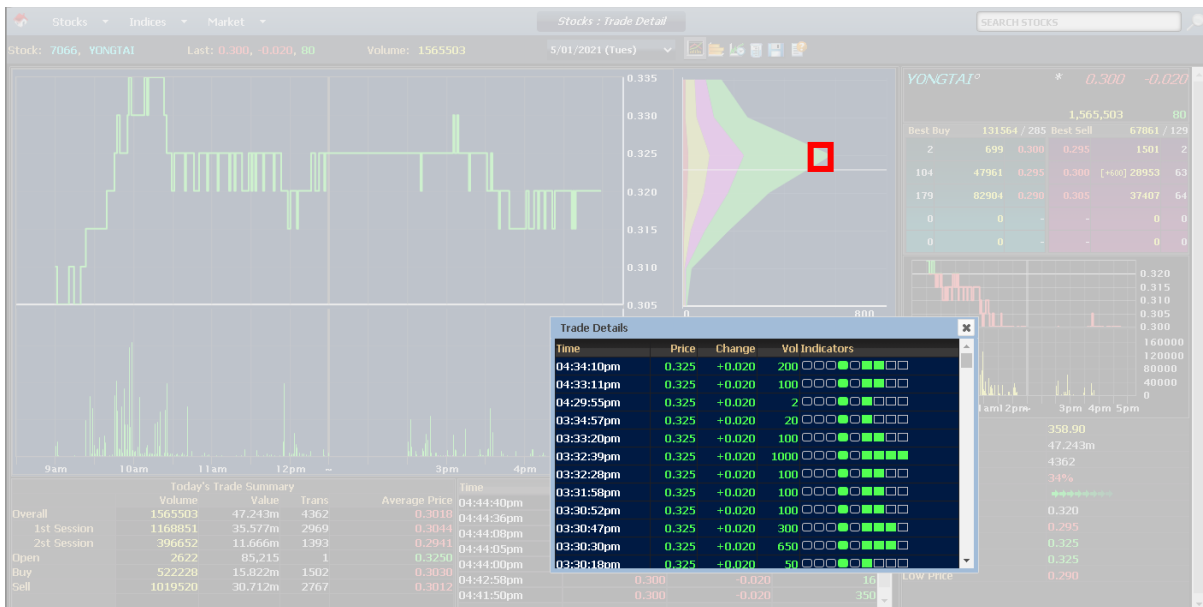 Stocks Indices Market Stocks : Trade Detail SEARCH STOCKS
Stock: 7066, YONGTAI Last: 0.300, -0.020, 80 Volume: 1565503 5/01/2021 (Tues)
0.335
0.330
0.325
0.320
0.315
0.310
0.305
0 800
9am 10am 11am 12pm 3pm 4pm
YONGTAI° * 0.300 -0.020
1,565,503 80
Best Buy 131564 / 285 Best Sell 67861 / 129
2 699 0.300 0.295 1501 2
104 47961 0.295 0.300 [+600] 28953 63
179 82904 0.290 0.305 37407 64
0 0 - - 0 0
0 0 - - 0 0
0.320
0.315
0.310
0.305
0.300
160000
120000
80000
40000
0
3pm 4pm 5pm
358.90
47.243m
4362
34%
0.320
0.295
0.325
0.325
Low Price 0.290
Trade Details
Time Price Change Vol Indicators
04:34:10pm 0.325 +0.020 200
04:33:11pm 0.325 +0.020 100
04:29:55pm 0.325 +0.020 2
03:34:57pm 0.325 +0.020 20
03:33:20pm 0.325 +0.020 100
03:32:39pm 0.325 +0.020 1000
03:32:28pm 0.325 +0.020 100
03:31:58pm 0.325 +0.020 100
03:30:52pm 0.325 +0.020 100
03:30:47pm 0.325 +0.020 300
03:30:30pm 0.325 +0.020 650
03:30:18pm 0.325 +0.020 50
Today's Trade Summary
Volume Value Trans Average Price
Overall 1565503 47.243m 4362 0.3018
1st Session 1168851 35.577m 2969 0.3044
2st Session 396652 11.666m 1393 0.2941
Open 2622 85,215 1 0.3250
Buy 522228 15.822m 1502 0.3030
Sell 1019520 30.712m 2767 0.3012
Time
04:44:40pm
04:44:36pm
04:44:08pm
04:44:05pm
04:44:00pm
04:42:58pm 0.300 -0.020 16
04:41:50pm 0.300 -0.020 350